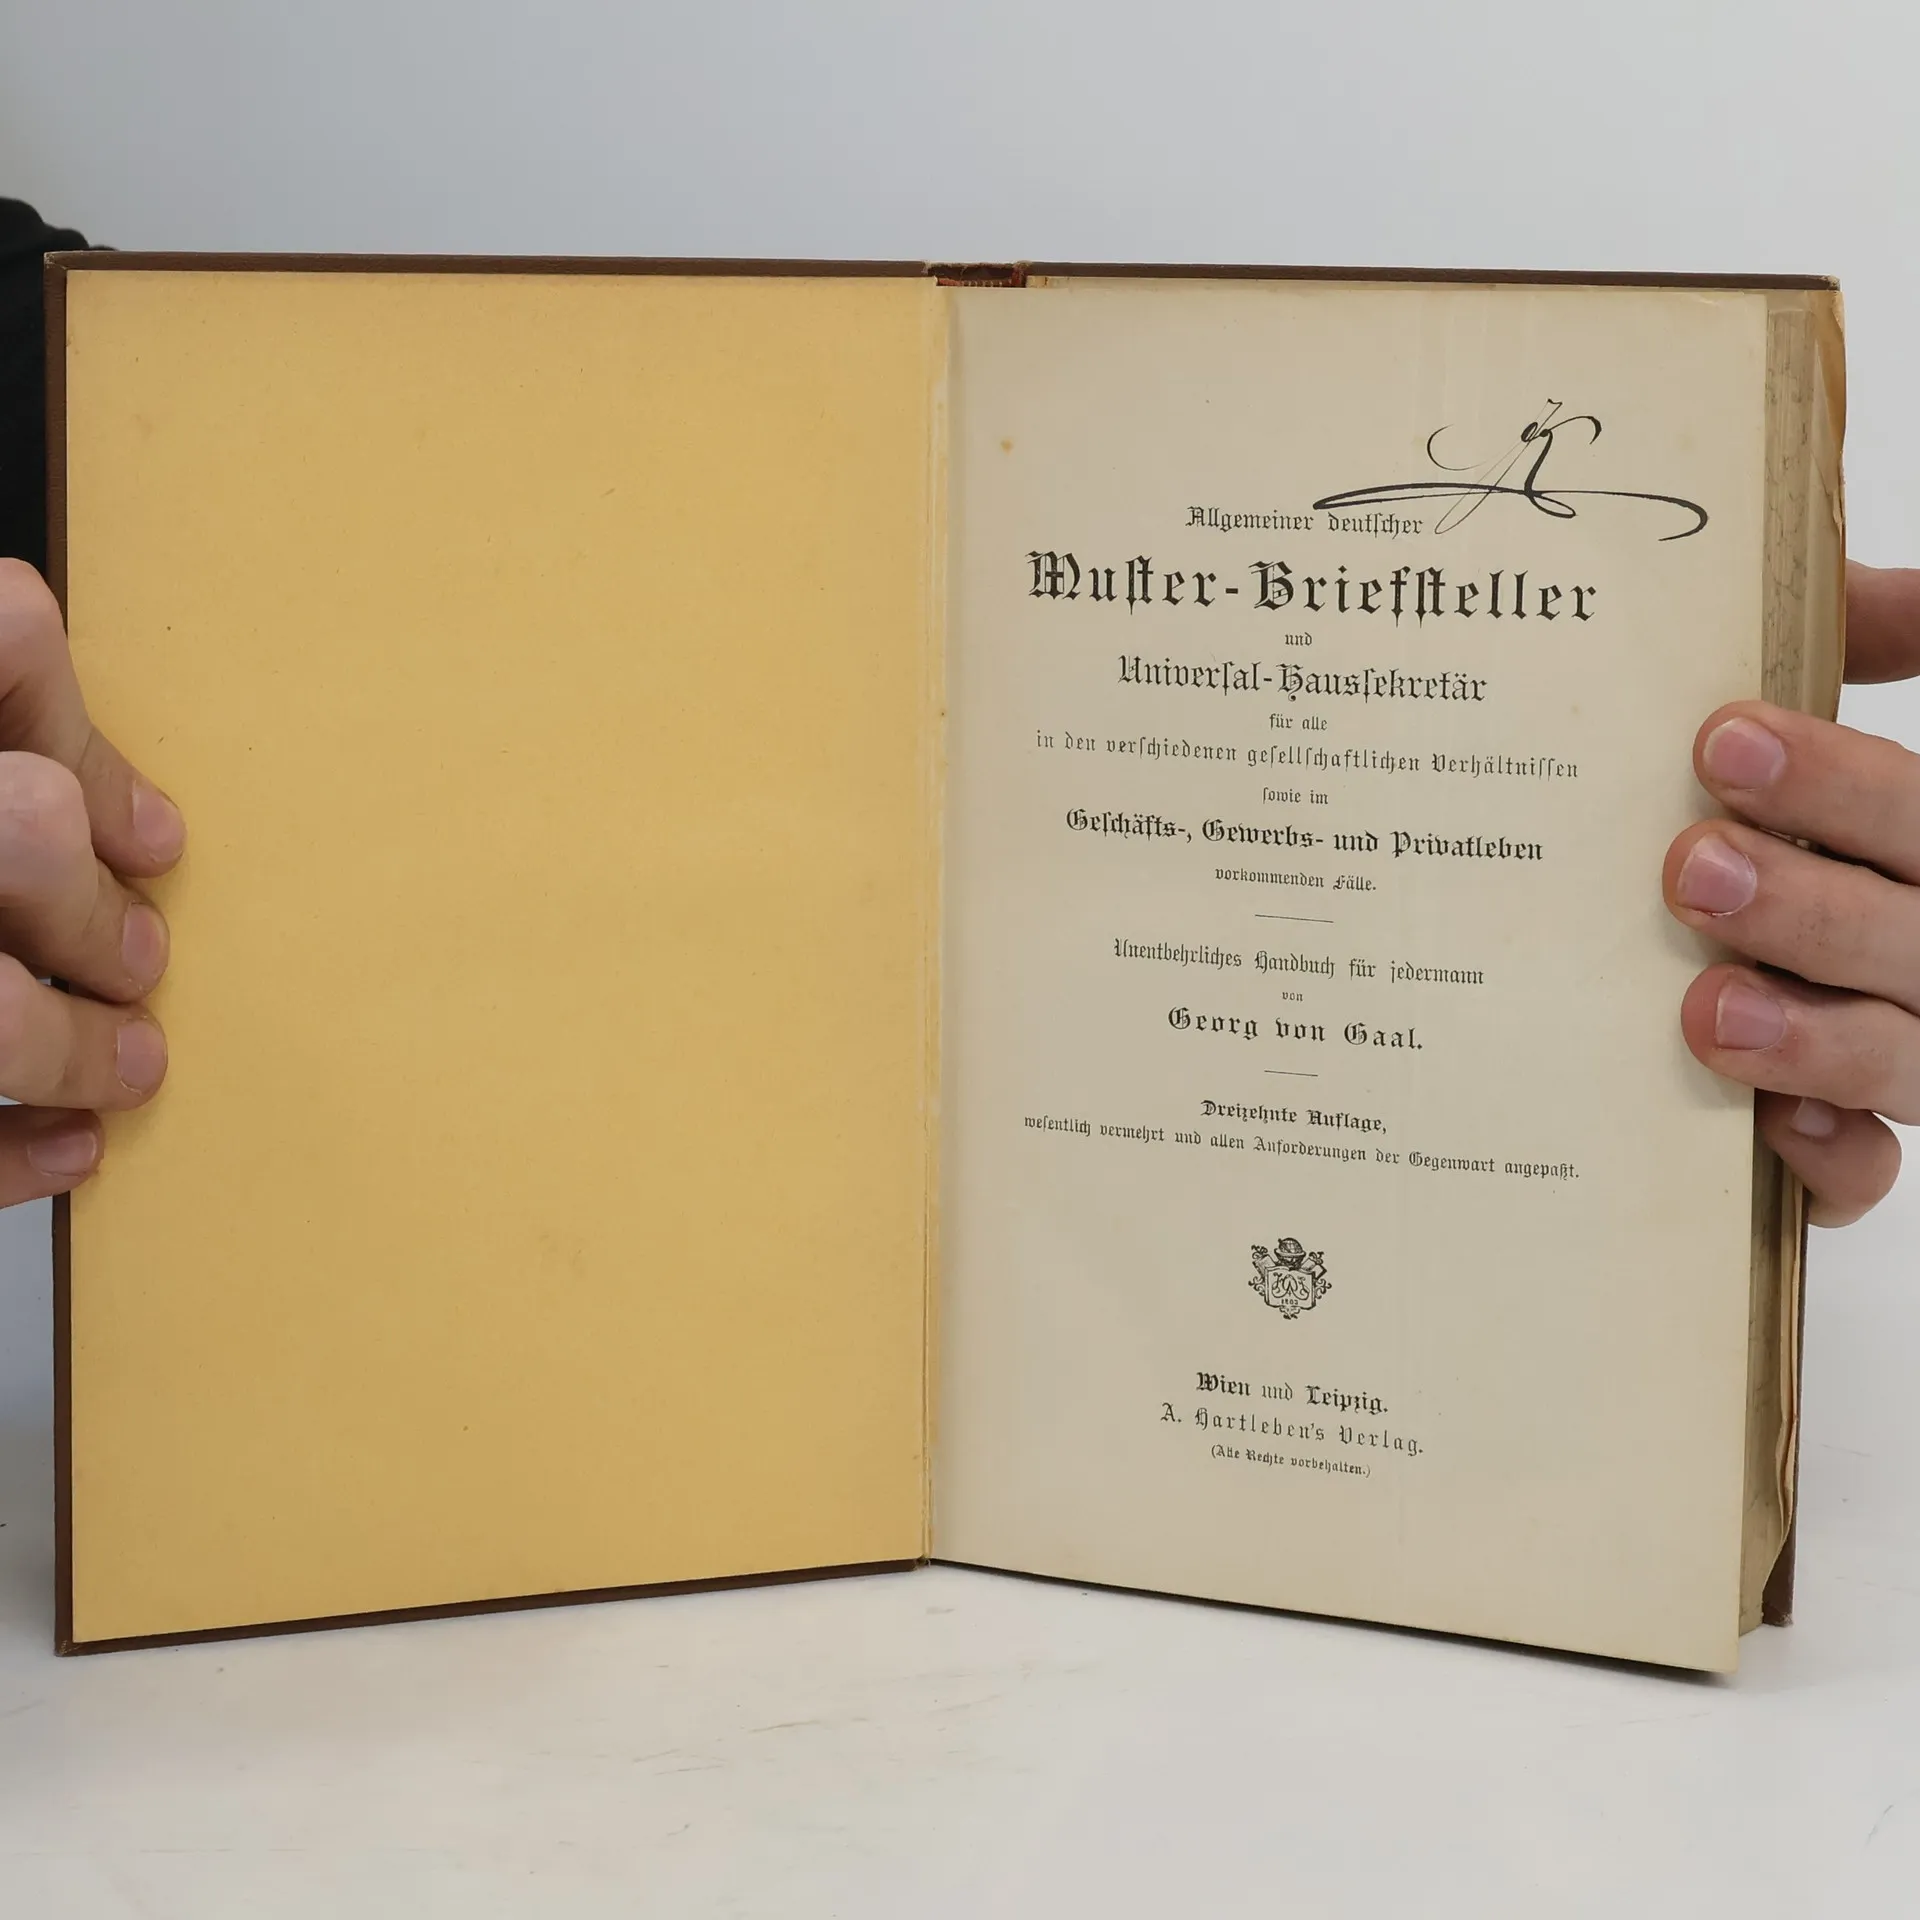 Allgemeiner deutſcher
Muſter-Briefſteller
und
Univerſal-Hausſekretär
für alle
in den verſchiedenen geſellſchaftlichen Verhältniſſen
ſowie im
Geſchäfts-, Gewerbs- und Privatleben
vorkommenden Fälle.
Unentbehrliches Handbuch für jedermann
von
Georg von Gaal.
Dreizehnte Auflage,
weſentlich vermehrt und allen Anforderungen der Gegenwart angepaßt.
1803
Wien und Leipzig.
A. Hartleben's Verlag.
(Alle Rechte vorbehalten.)